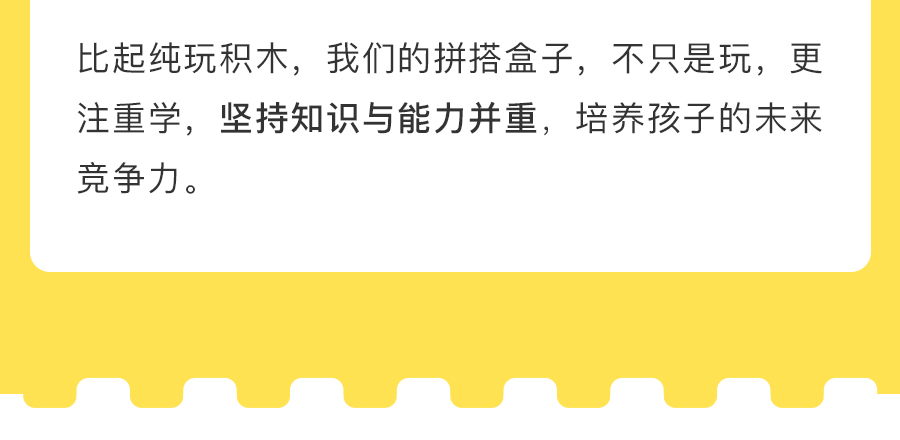 比起纯玩积木，我们的拼搭盒子，不只是玩，更
注重学，坚持知识与能力并重，培养孩子的未来
竞争力。